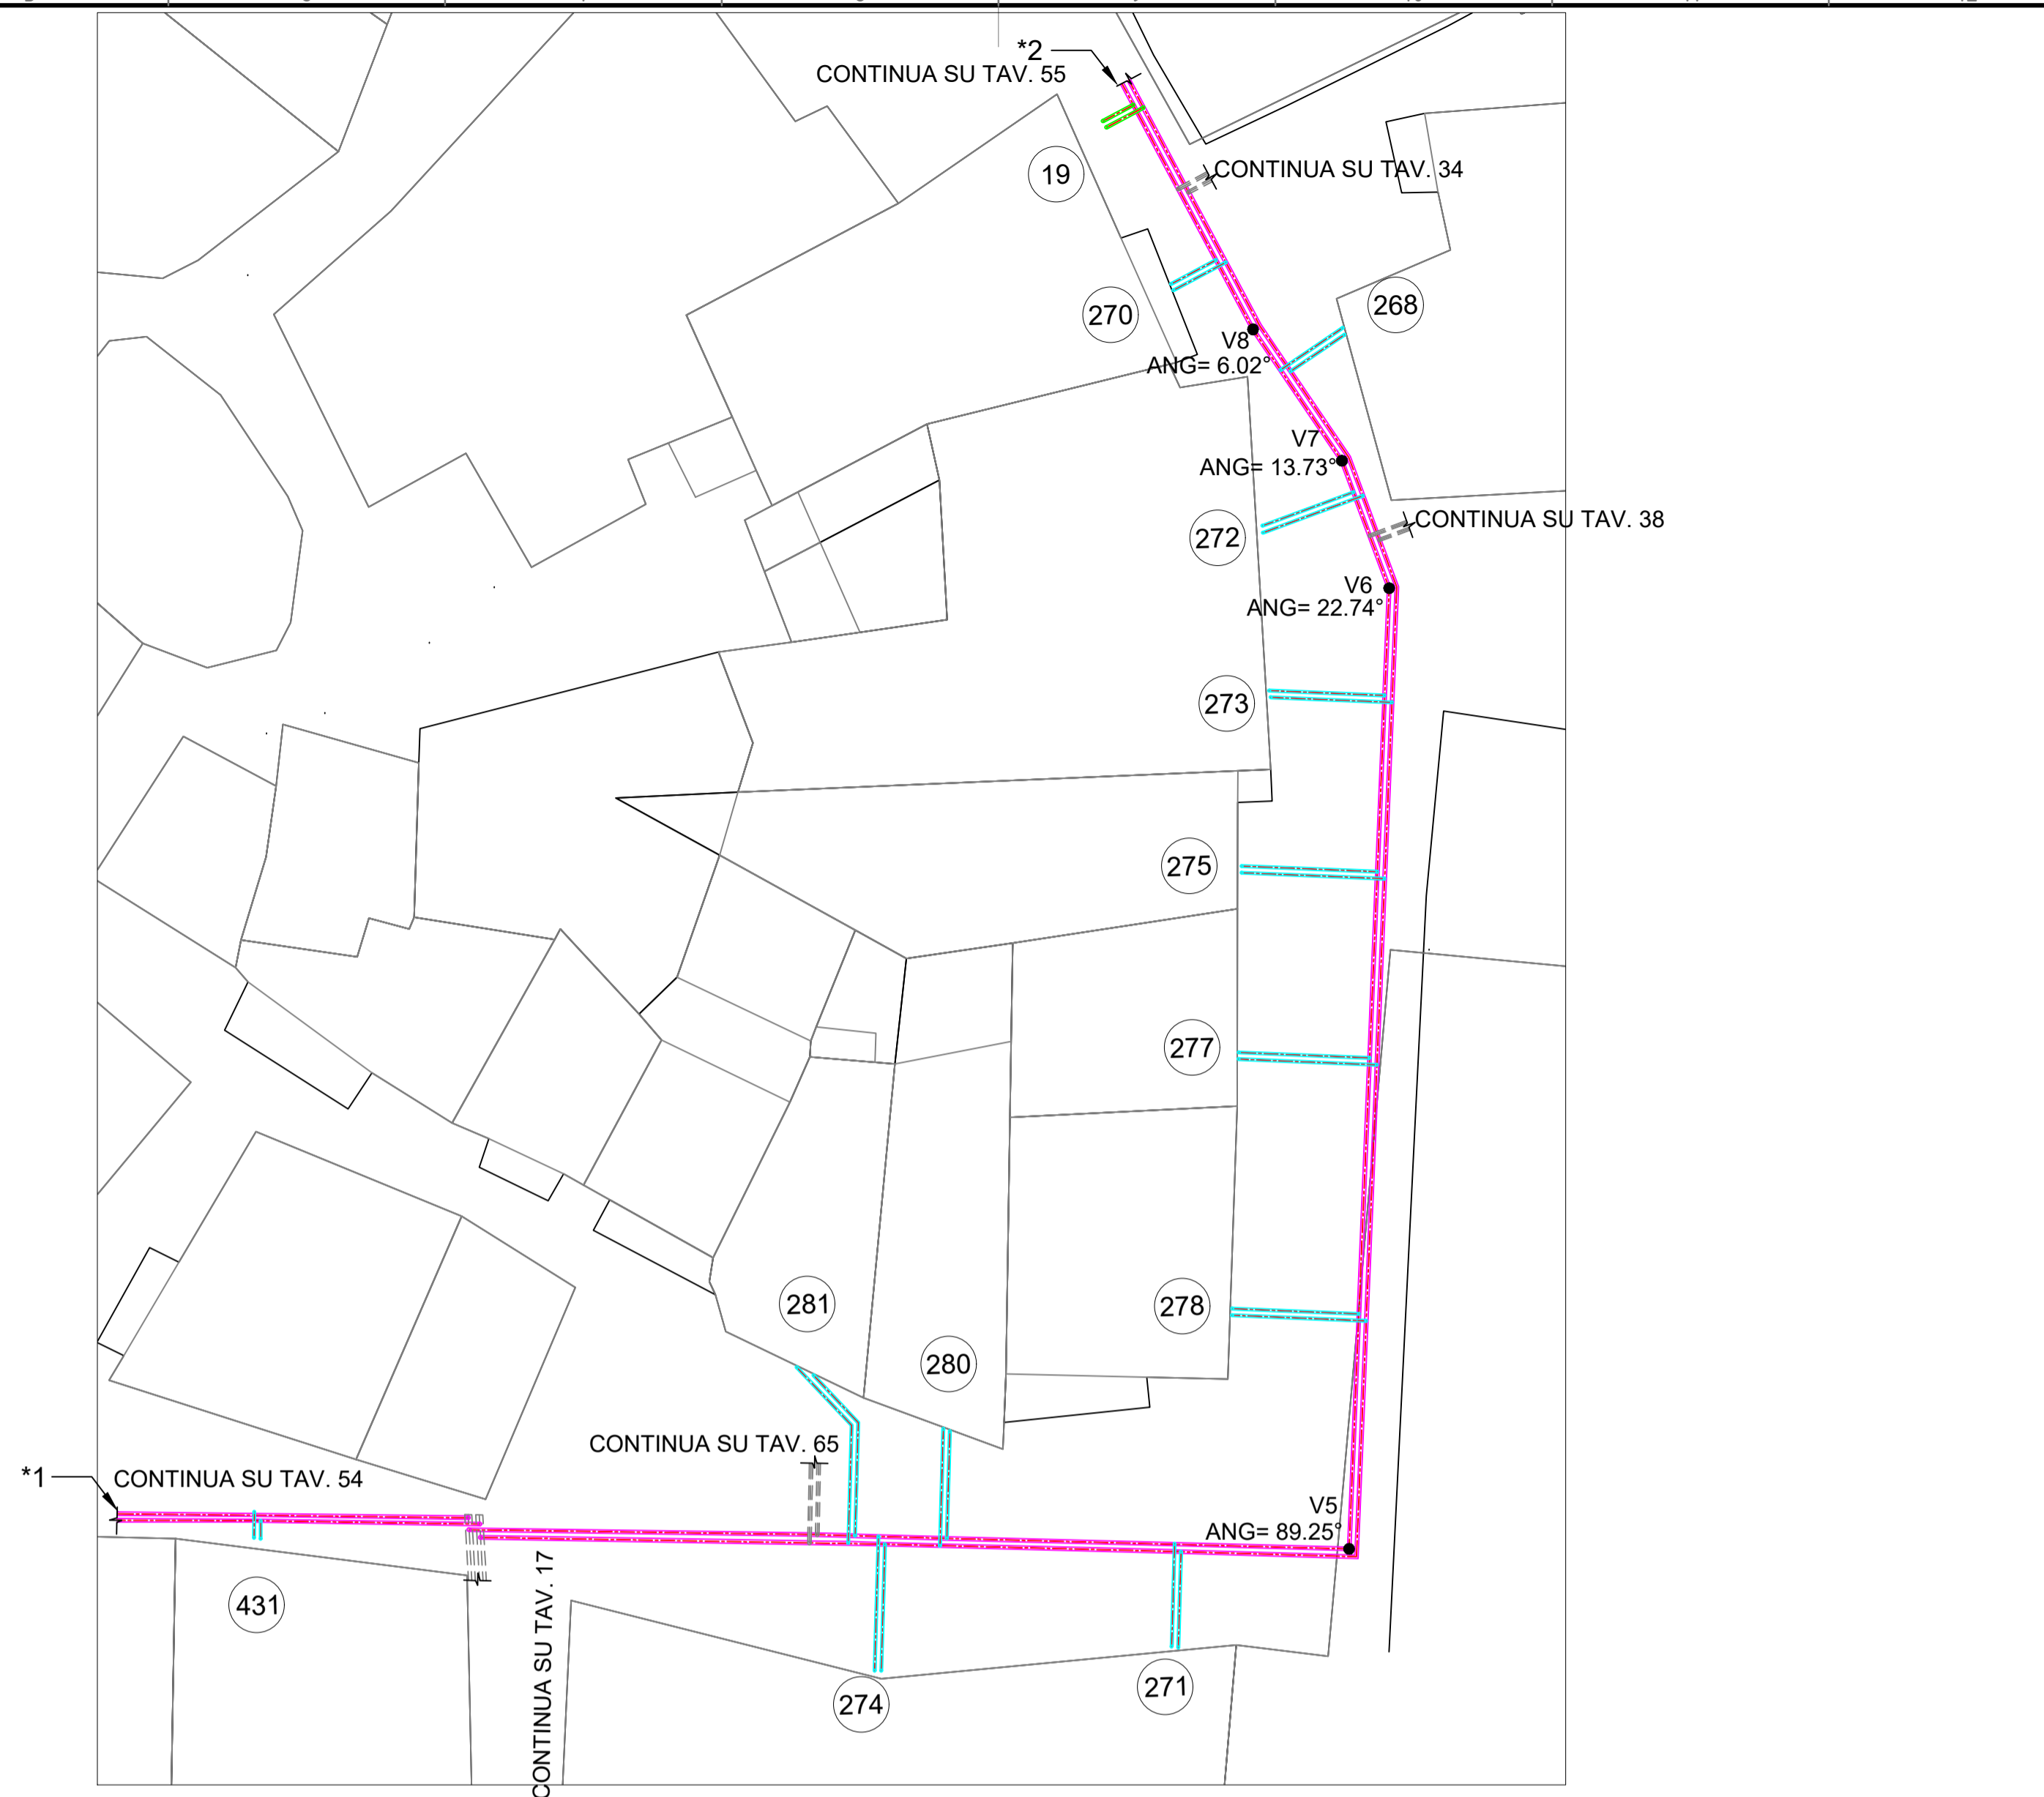 *2
CONTINUA SU TAV. 55
19
CONTINUA SU TAV. 34
270
268
V8
ANG= 6.02°
V7
ANG= 13.73°
272
CONTINUA SU TAV. 38
V6
ANG= 22.74°
273
275
277
281
278
280
CONTINUA SU TAV. 65
*1
CONTINUA SU TAV. 54
V5
ANG= 89.25°
CONTINUA SU TAV. 17
431
274
271